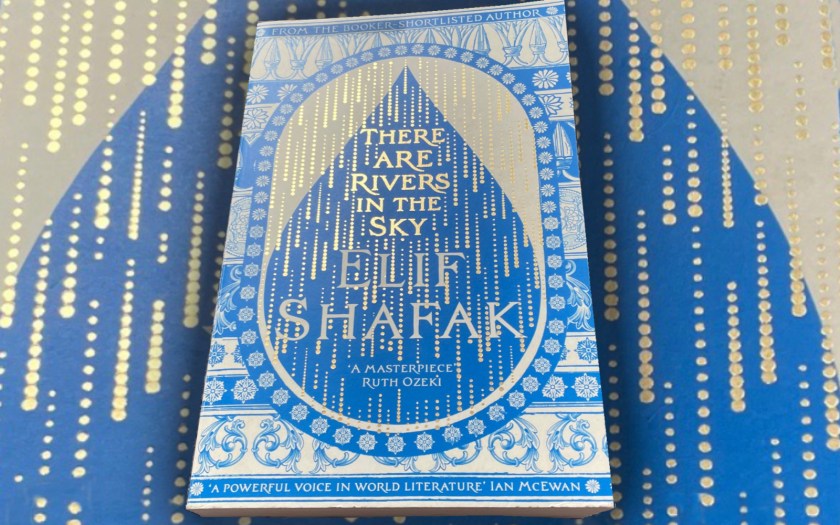 FROM THE BOOKER-SHORTLISTED AUTHOR
THERE
ARE
RIVERS
IN THE
SKY
ELIF
SHAFAK
'A MASTERPIECE'
RUTH OZEKI
'A POWERFUL VOICE IN WORLD LITERATURE' IAN McEWAN